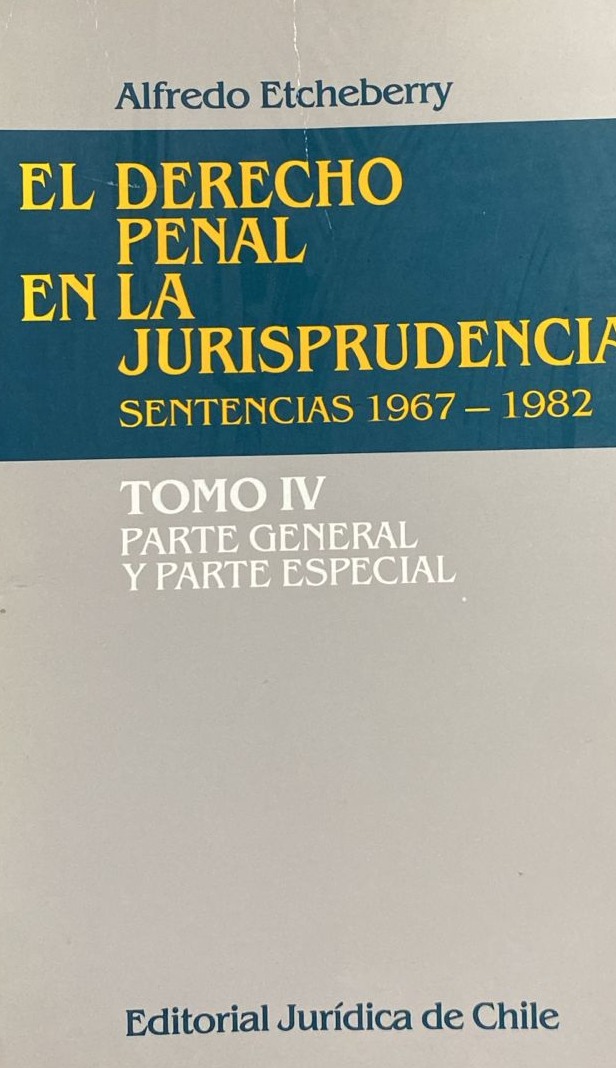 Alfredo Etcheberry
EL DERECHO
PENAL
EN LA
JURISPRUDENCIA
SENTENCIAS 1967 – 1982
TOMO IV
PARTE GENERAL
Y PARTE ESPECIAL
Editorial Jurídica de Chile